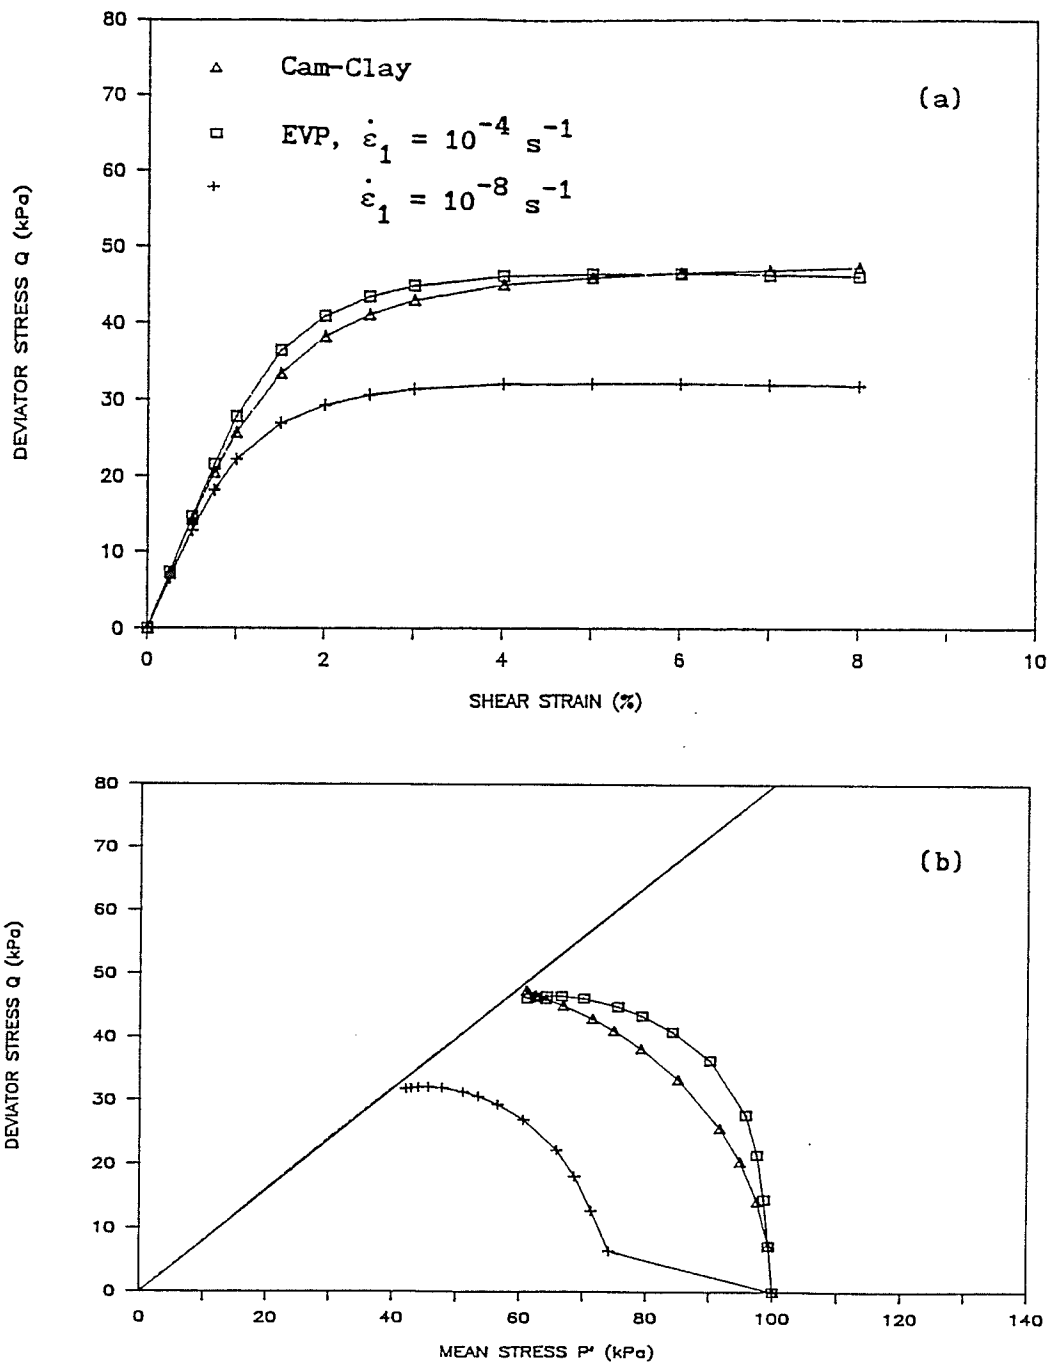 80
70
60
50
40
30
20
10
0
DEVIATOR STRESS Q (kPa)
Cam-Clay
EVP, ε̇₁ = 10⁻⁴ s⁻¹
ε̇₁ = 10⁻⁸ s⁻¹
(a)
0 2 4 6 8 10
SHEAR STRAIN (%)
80
70
60
50
40
30
20
10
0
DEVIATOR STRESS Q (kPa)
(b)
0 20 40 60 80 100 120 140
MEAN STRESS P' (kPa)